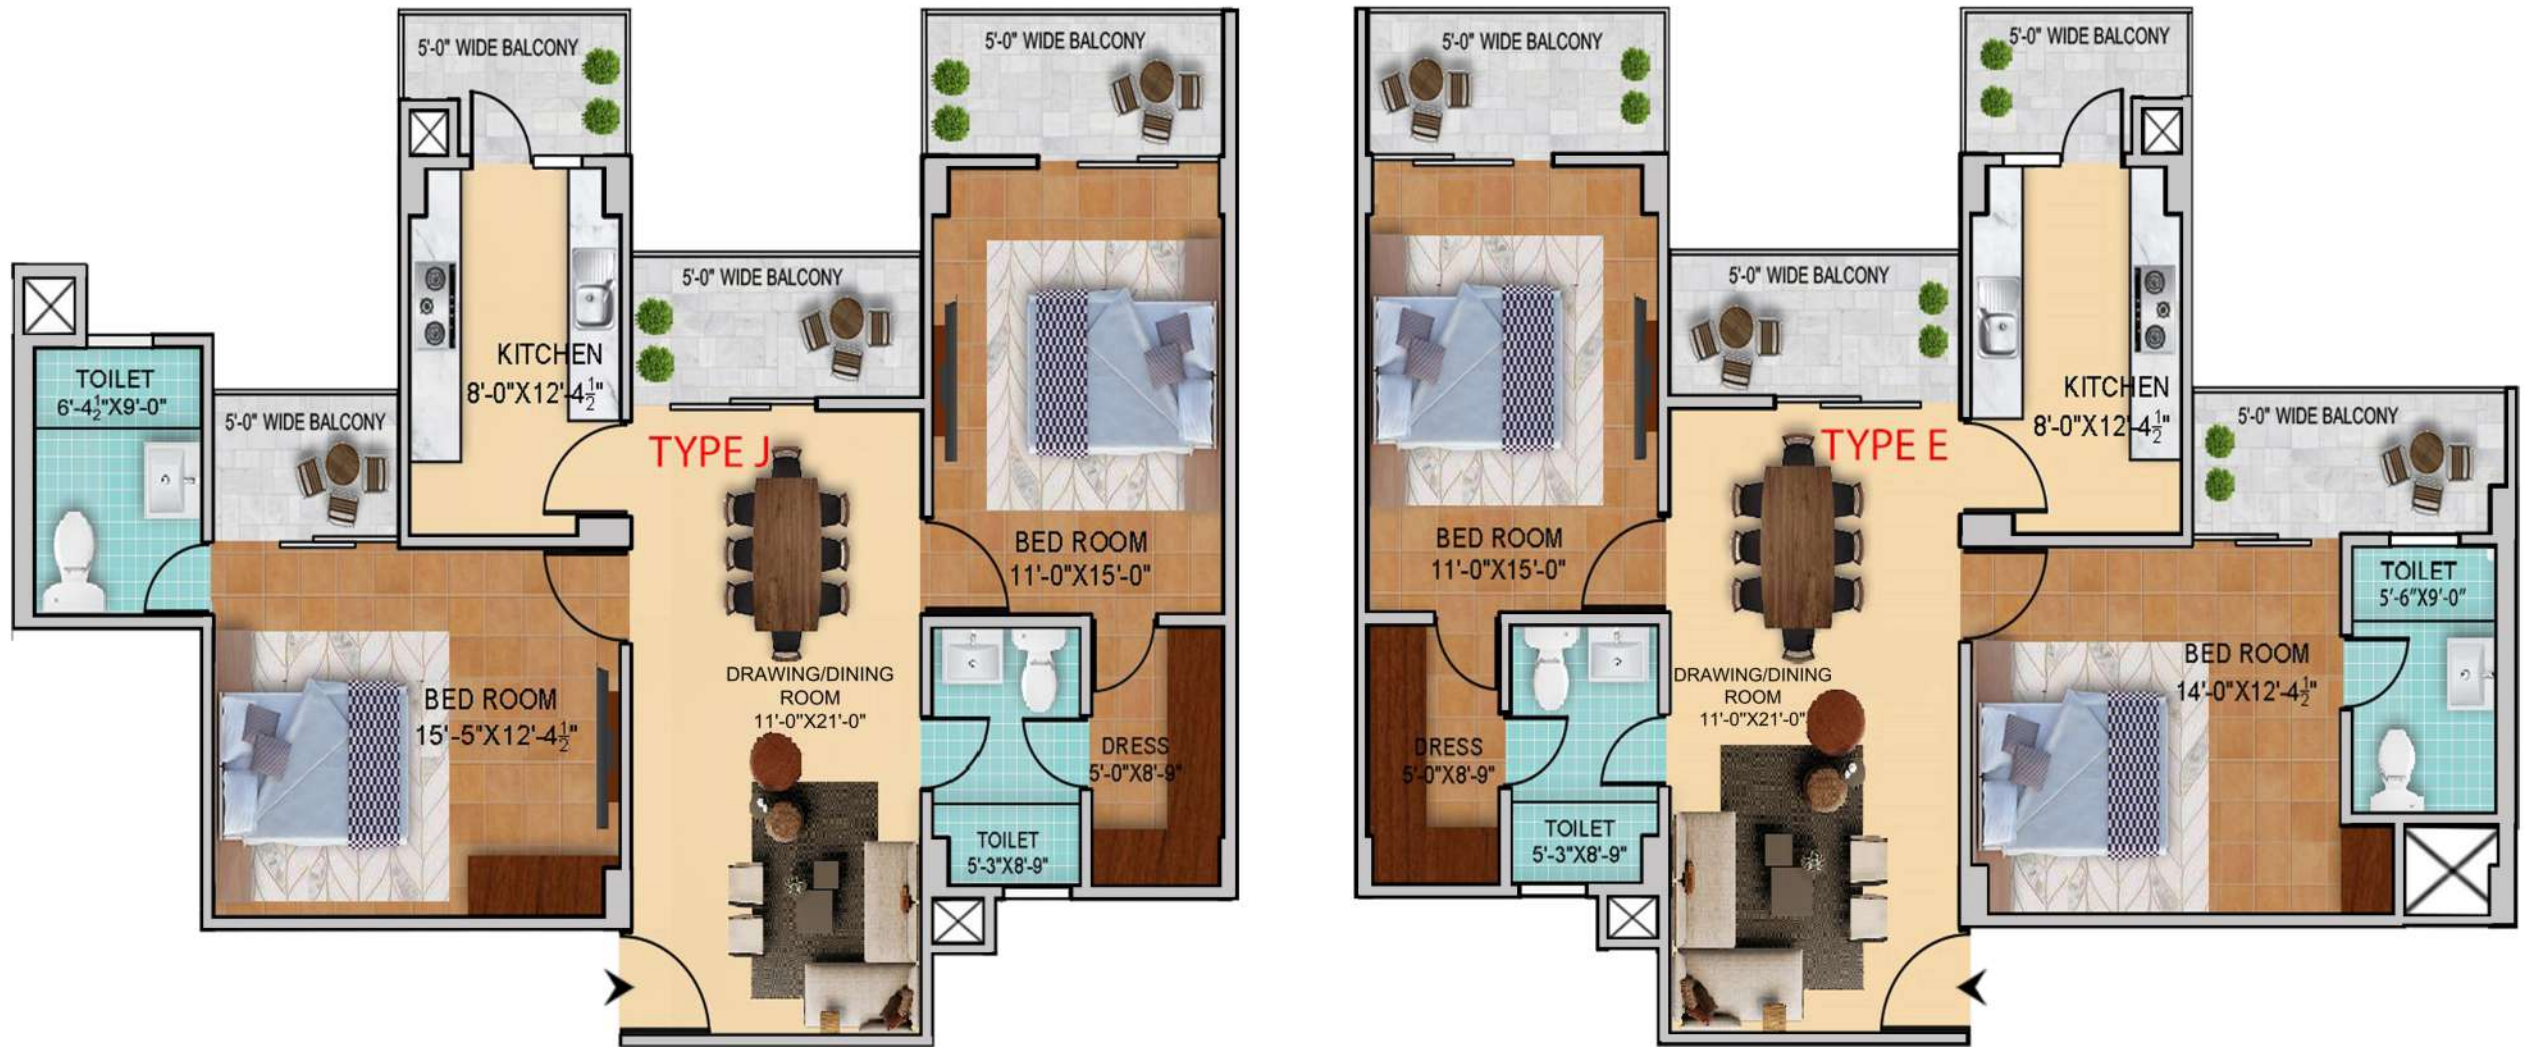 5'-0" WIDE BALCONY
5'-0" WIDE BALCONY
5'-0" WIDE BALCONY
KITCHEN
8'-0"X12'-4½"
TOILET
6'-4½"X9'-0"
5'-0" WIDE BALCONY
TYPE J
BED ROOM
11'-0"X15'-0"
BED ROOM
15'-5"X12'-4½"
DRAWING/DINING
ROOM
11'-0"X21'-0"
DRESS
5'-0"X8'-9"
TOILET
5'-3"X8'-9"
5'-0" WIDE BALCONY
5'-0" WIDE BALCONY
5'-0" WIDE BALCONY
KITCHEN
8'-0"X12'-4½"
5'-0" WIDE BALCONY
TYPE E
BED ROOM
11'-0"X15'-0"
TOILET
5'-6"X9'-0"
BED ROOM
14'-0"X12'-4½"
DRAWING/DINING
ROOM
11'-0"X21'-0"
DRESS
5'-0"X8'-9"
TOILET
5'-3"X8'-9"